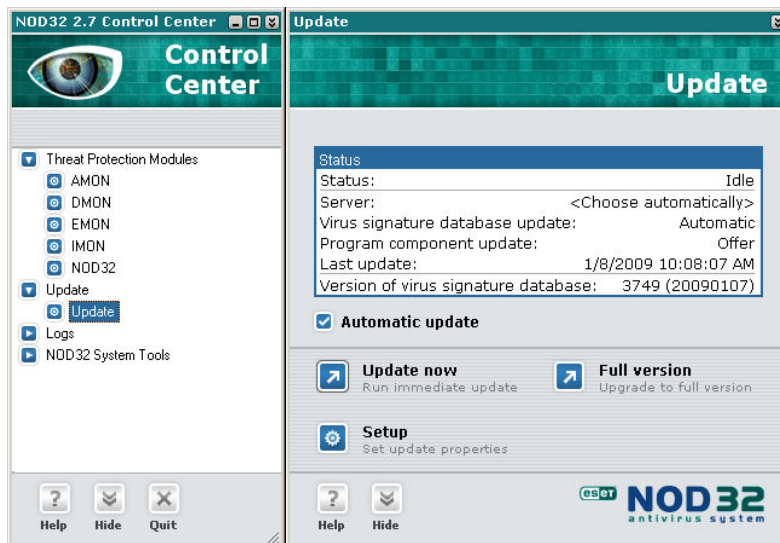 NOD32 2.7 Control Center
Control
Center
Threat Protection Modules
AMON
DMON
EMON
IMON
NOD32
Update
Update
Logs
NOD32 System Tools
Help
Hide
Quit
Update
Update
Status
Status: Idle
Server: <Choose automatically>
Virus signature database update: Automatic
Program component update: Offer
Last update: 1/8/2009 10:08:07 AM
Version of virus signature database: 3749 (20090107)
Automatic update
Update now
Run immediate update
Full version
Upgrade to full version
Setup
Set update properties
Help
Hide
eseT NOD32
antivirus system